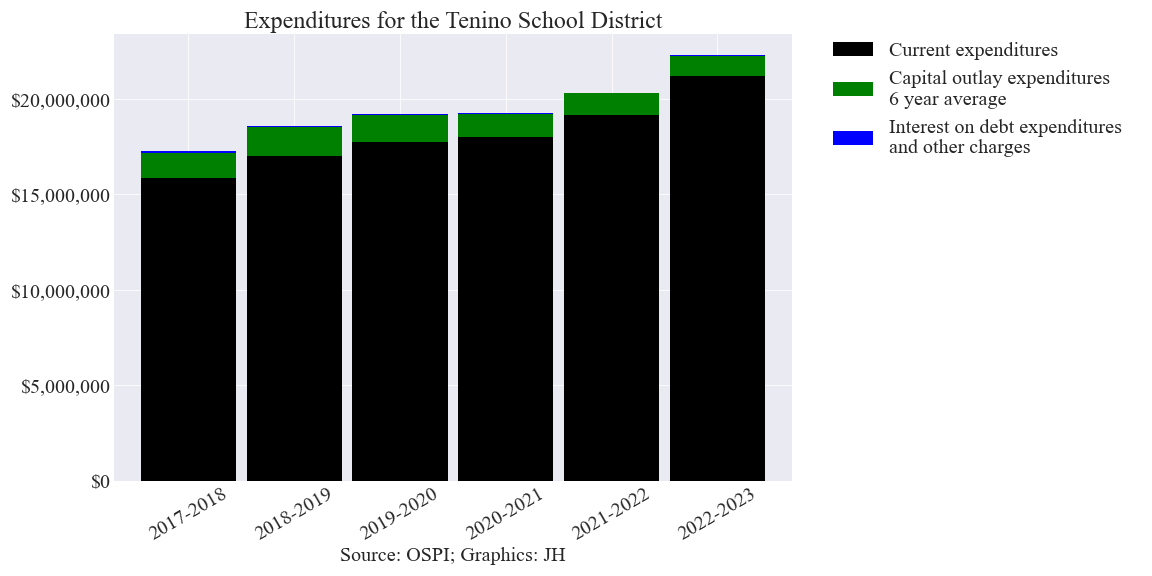 Expenditures for the Tenino School District
Current expenditures
Capital outlay expenditures
6 year average
Interest on debt expenditures
and other charges
$20,000,000
$15,000,000
$10,000,000
$5,000,000
$0
2017-2018
2018-2019
2019-2020
2020-2021
2021-2022
2022-2023
Source: OSPI; Graphics: JH